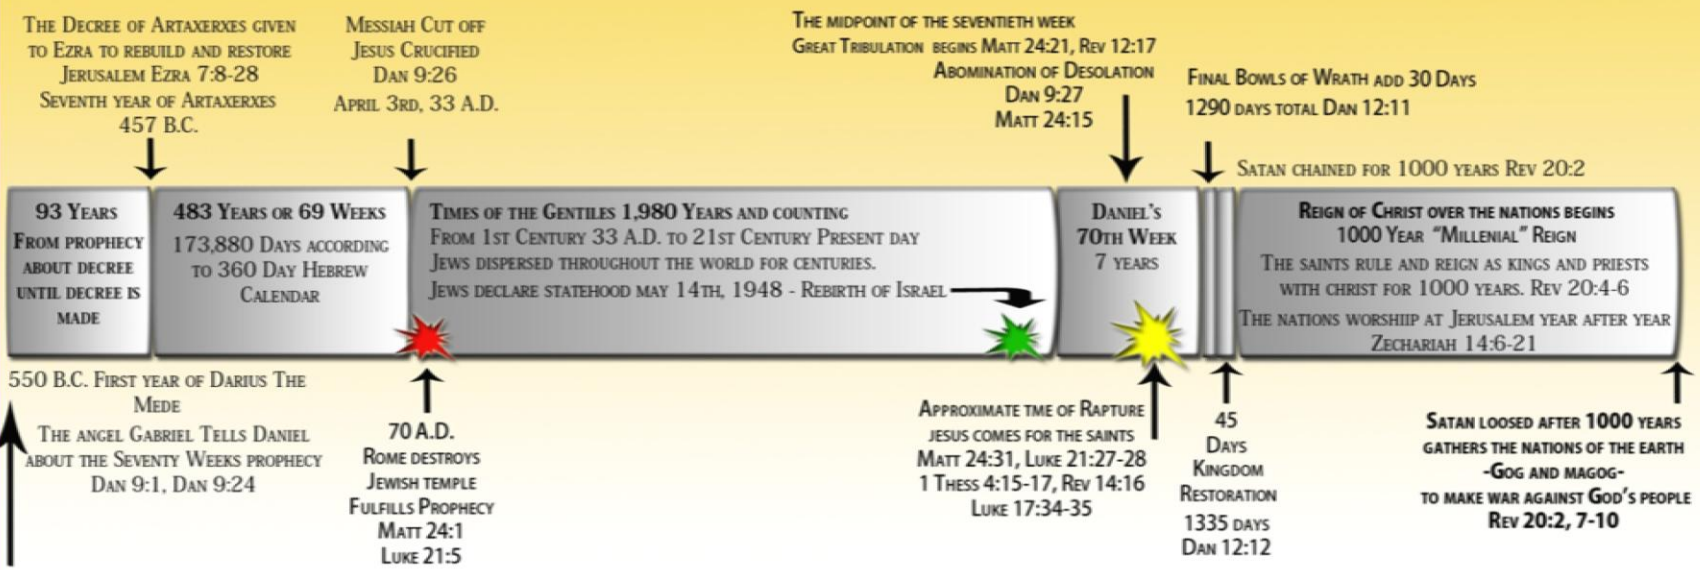 The Decree of Artaxerxes given
to Ezra to rebuild and restore
Jerusalem Ezra 7:8-28
Seventh year of Artaxerxes
457 B.C.
Messiah Cut off
Jesus Crucified
Dan 9:26
April 3rd, 33 A.D.
The midpoint of the seventieth week
Great Tribulation begins Matt 24:21, Rev 12:17
Abomination of Desolation
Dan 9:27
Matt 24:15
Final Bowls of Wrath add 30 Days
1290 days total Dan 12:11
Satan chained for 1000 years Rev 20:2
93 Years
From prophecy
about decree
until decree is
made
483 Years or 69 Weeks
173,880 Days according
to 360 Day Hebrew
Calendar
Times of the Gentiles 1,980 Years and counting
From 1st Century 33 A.D. to 21st Century Present day
Jews dispersed throughout the world for centuries.
Jews declare statehood may 14th, 1948 - Rebirth of Israel
Daniel's
70th Week
7 years
Reign of Christ over the nations begins
1000 Year "Millenial" Reign
The saints rule and reign as kings and priests
with christ for 1000 years. Rev 20:4-6
The nations worshiip at Jerusalem year after year
Zechariah 14:6-21
550 B.C. First year of Darius The
Mede
The angel Gabriel Tells Daniel
about the Seventy Weeks prophecy
Dan 9:1, Dan 9:24
70 A.D.
Rome destroys
Jewish temple
Fulfills Prophecy
Matt 24:1
Luke 21:5
Approximate tme of Rapture
jesus comes for the saints
Matt 24:31, Luke 21:27-28
1 Thess 4:15-17, Rev 14:16
Luke 17:34-35
45
Days
Kingdom
Restoration
1335 days
Dan 12:12
Satan loosed after 1000 years
gathers the nations of the earth
-Gog and magog-
to make war against God's people
Rev 20:2, 7-10